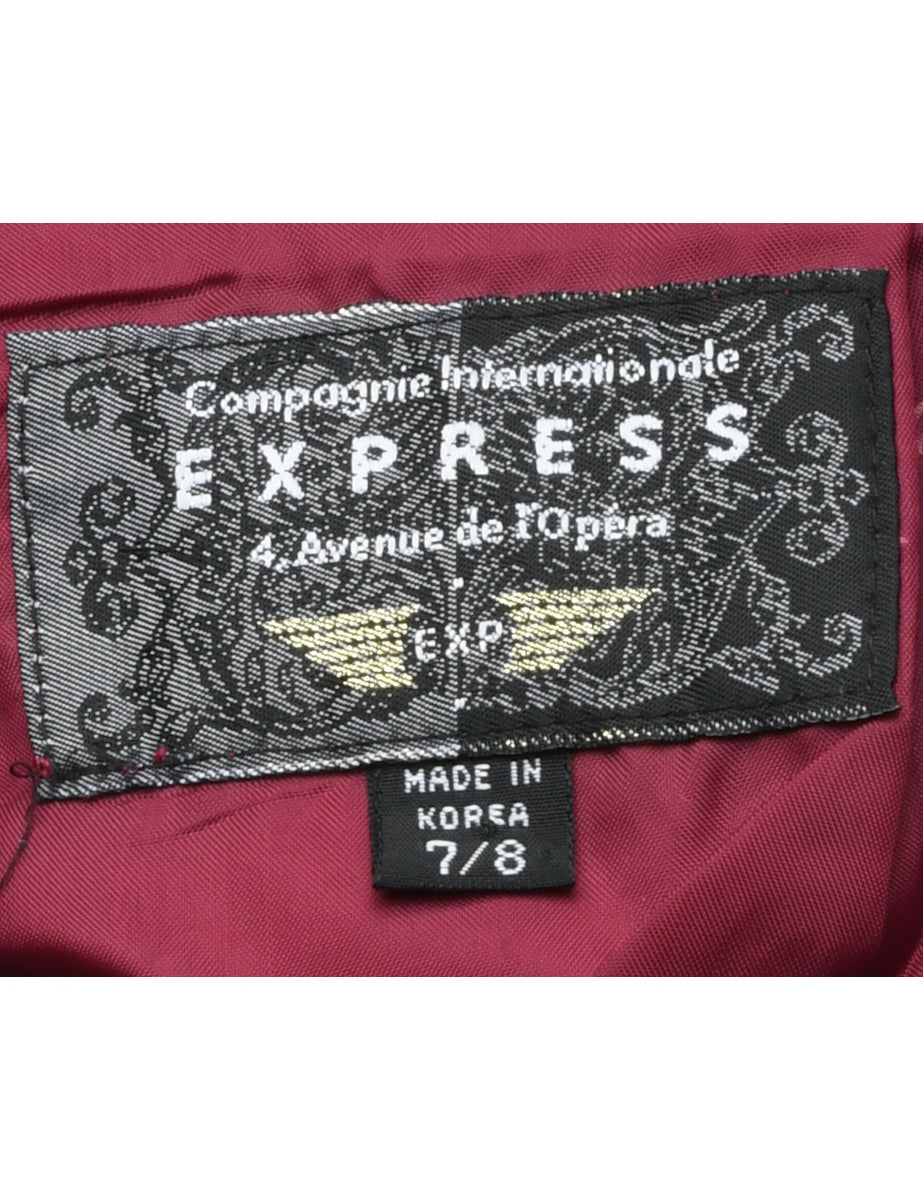 Compagnie Internationale
EXPRESS
4, Avenue de l'Opéra
EXP
MADE IN
KOREA
7/8